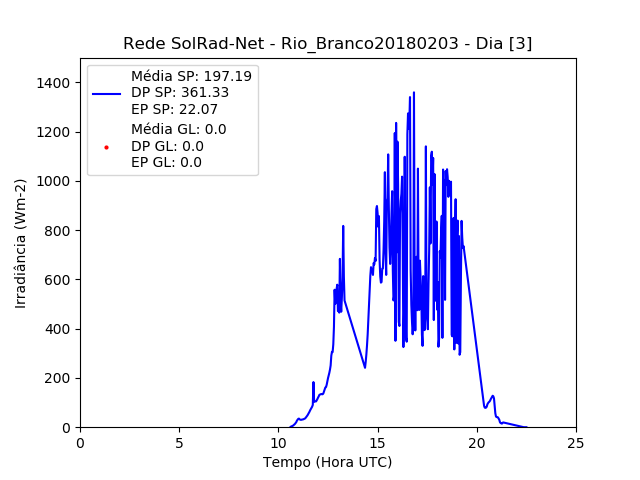 Rede SolRad-Net - Rio_Branco20180203 - Dia [3]
Média SP: 197.19
DP SP: 361.33
EP SP: 22.07
Média GL: 0.0
DP GL: 0.0
EP GL: 0.0
Irradiância (Wm-2)
1400
1200
1000
800
600
400
200
0
0 5 10 15 20 25
Tempo (Hora UTC)